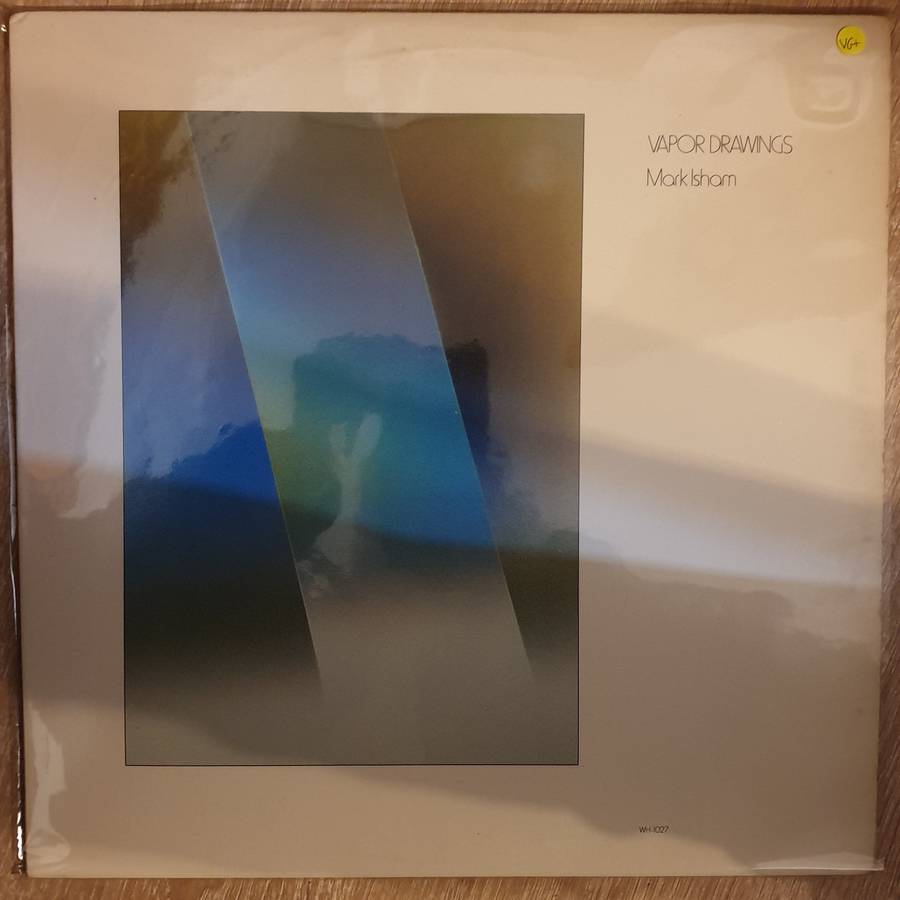 VG+
VAPOR DRAWINGS
Mark Isham
WH-1027